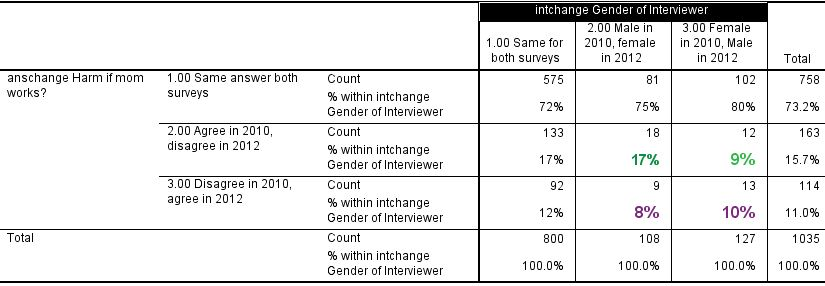 intchange Gender of Interviewer
1.00 Same for both surveys
2.00 Male in 2010, female in 2012
3.00 Female in 2010, Male in 2012
Total
anschange Harm if mom works?
1.00 Same answer both surveys
Count 575 81 102 758
% within intchange Gender of Interviewer 72% 75% 80% 73.2%
2.00 Agree in 2010, disagree in 2012
Count 133 18 12 163
% within intchange Gender of Interviewer 17% 17% 9% 15.7%
3.00 Disagree in 2010, agree in 2012
Count 92 9 13 114
% within intchange Gender of Interviewer 12% 8% 10% 11.0%
Total
Count 800 108 127 1035
% within intchange Gender of Interviewer 100.0% 100.0% 100.0% 100.0%